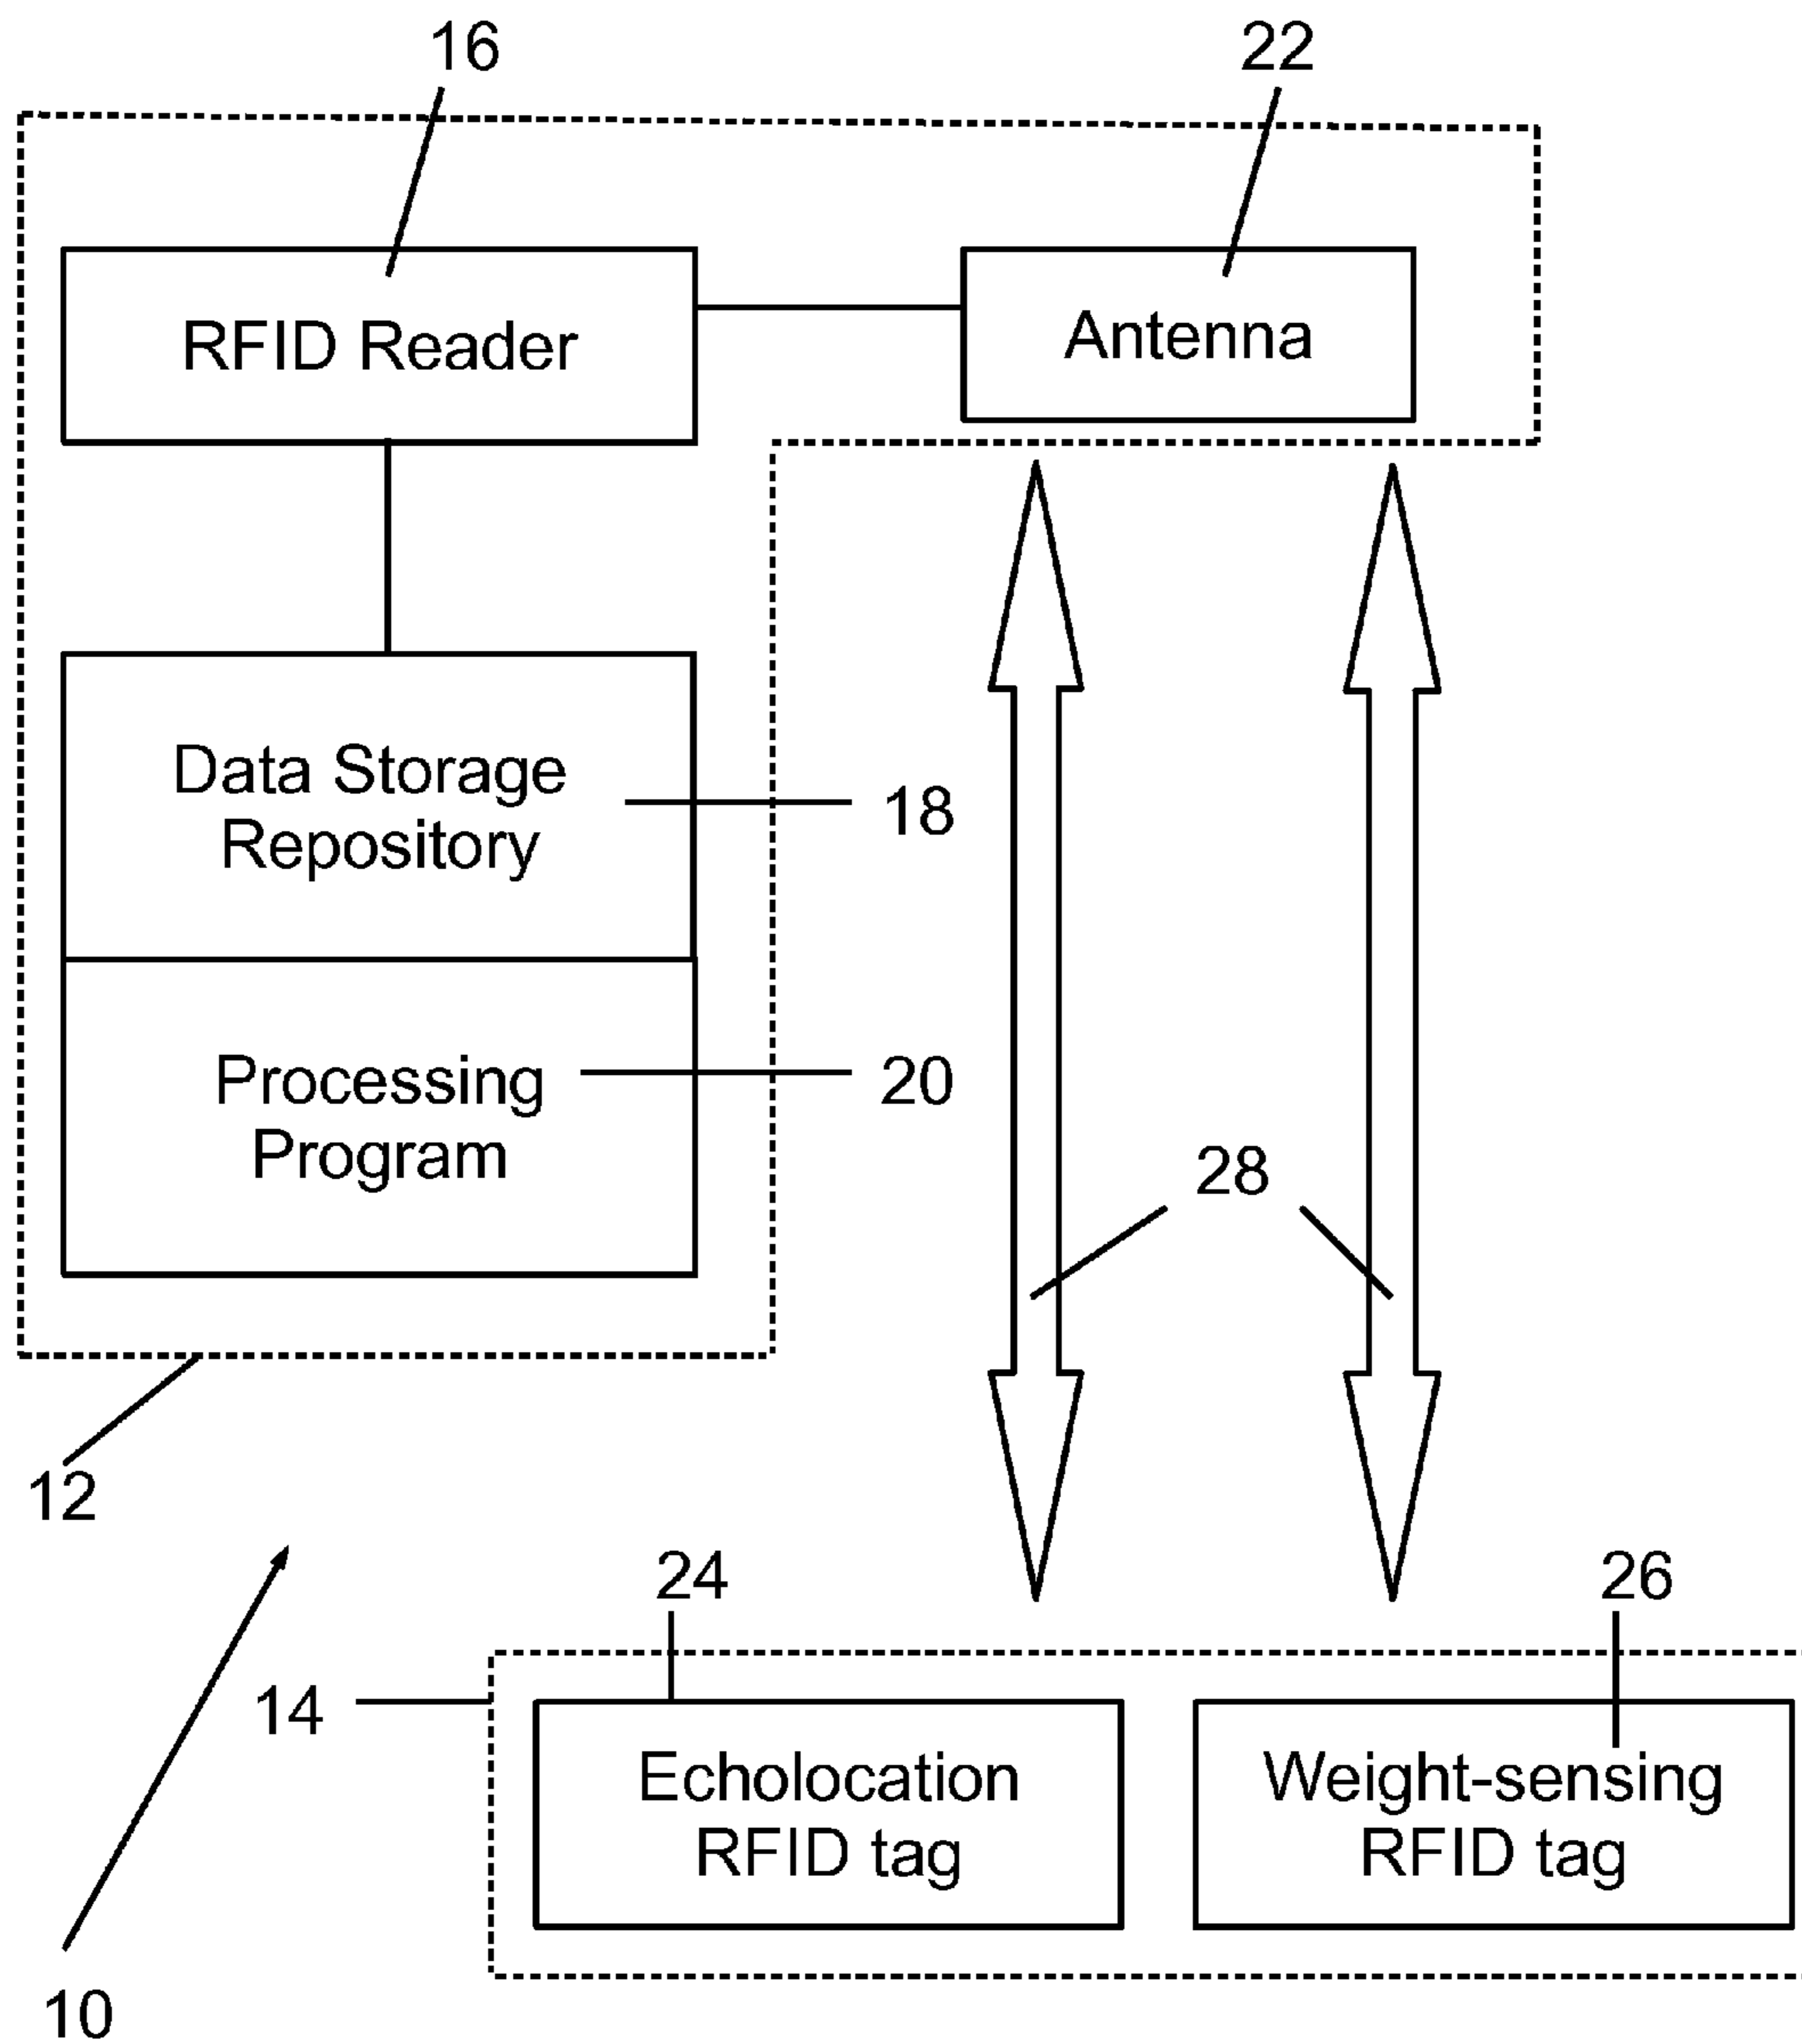 16
22
RFID Reader
Antenna
Data Storage
Repository
18
Processing
Program
20
28
12
24
26
14
Echolocation
RFID tag
Weight-sensing
RFID tag
10